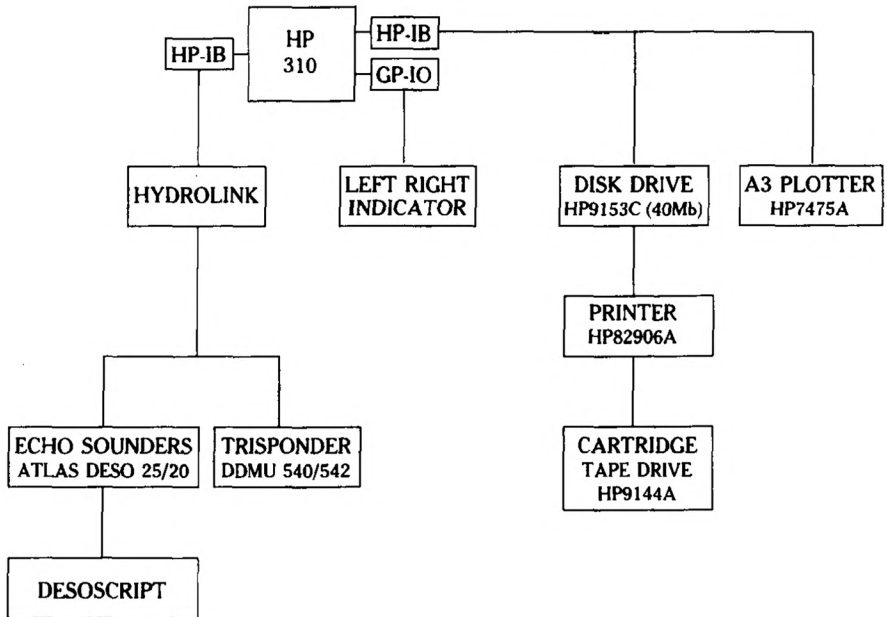 HP
310
HP-IB
HP-IB
GP-IO
HYDROLINK
LEFT RIGHT
INDICATOR
DISK DRIVE
HP9153C (40Mb)
A3 PLOTTER
HP7475A
PRINTER
HP82906A
ECHO SOUNDERS
ATLAS DESO 25/20
TRISPONDER
DDMU 540/542
CARTRIDGE
TAPE DRIVE
HP9144A
DESOSCRIPT